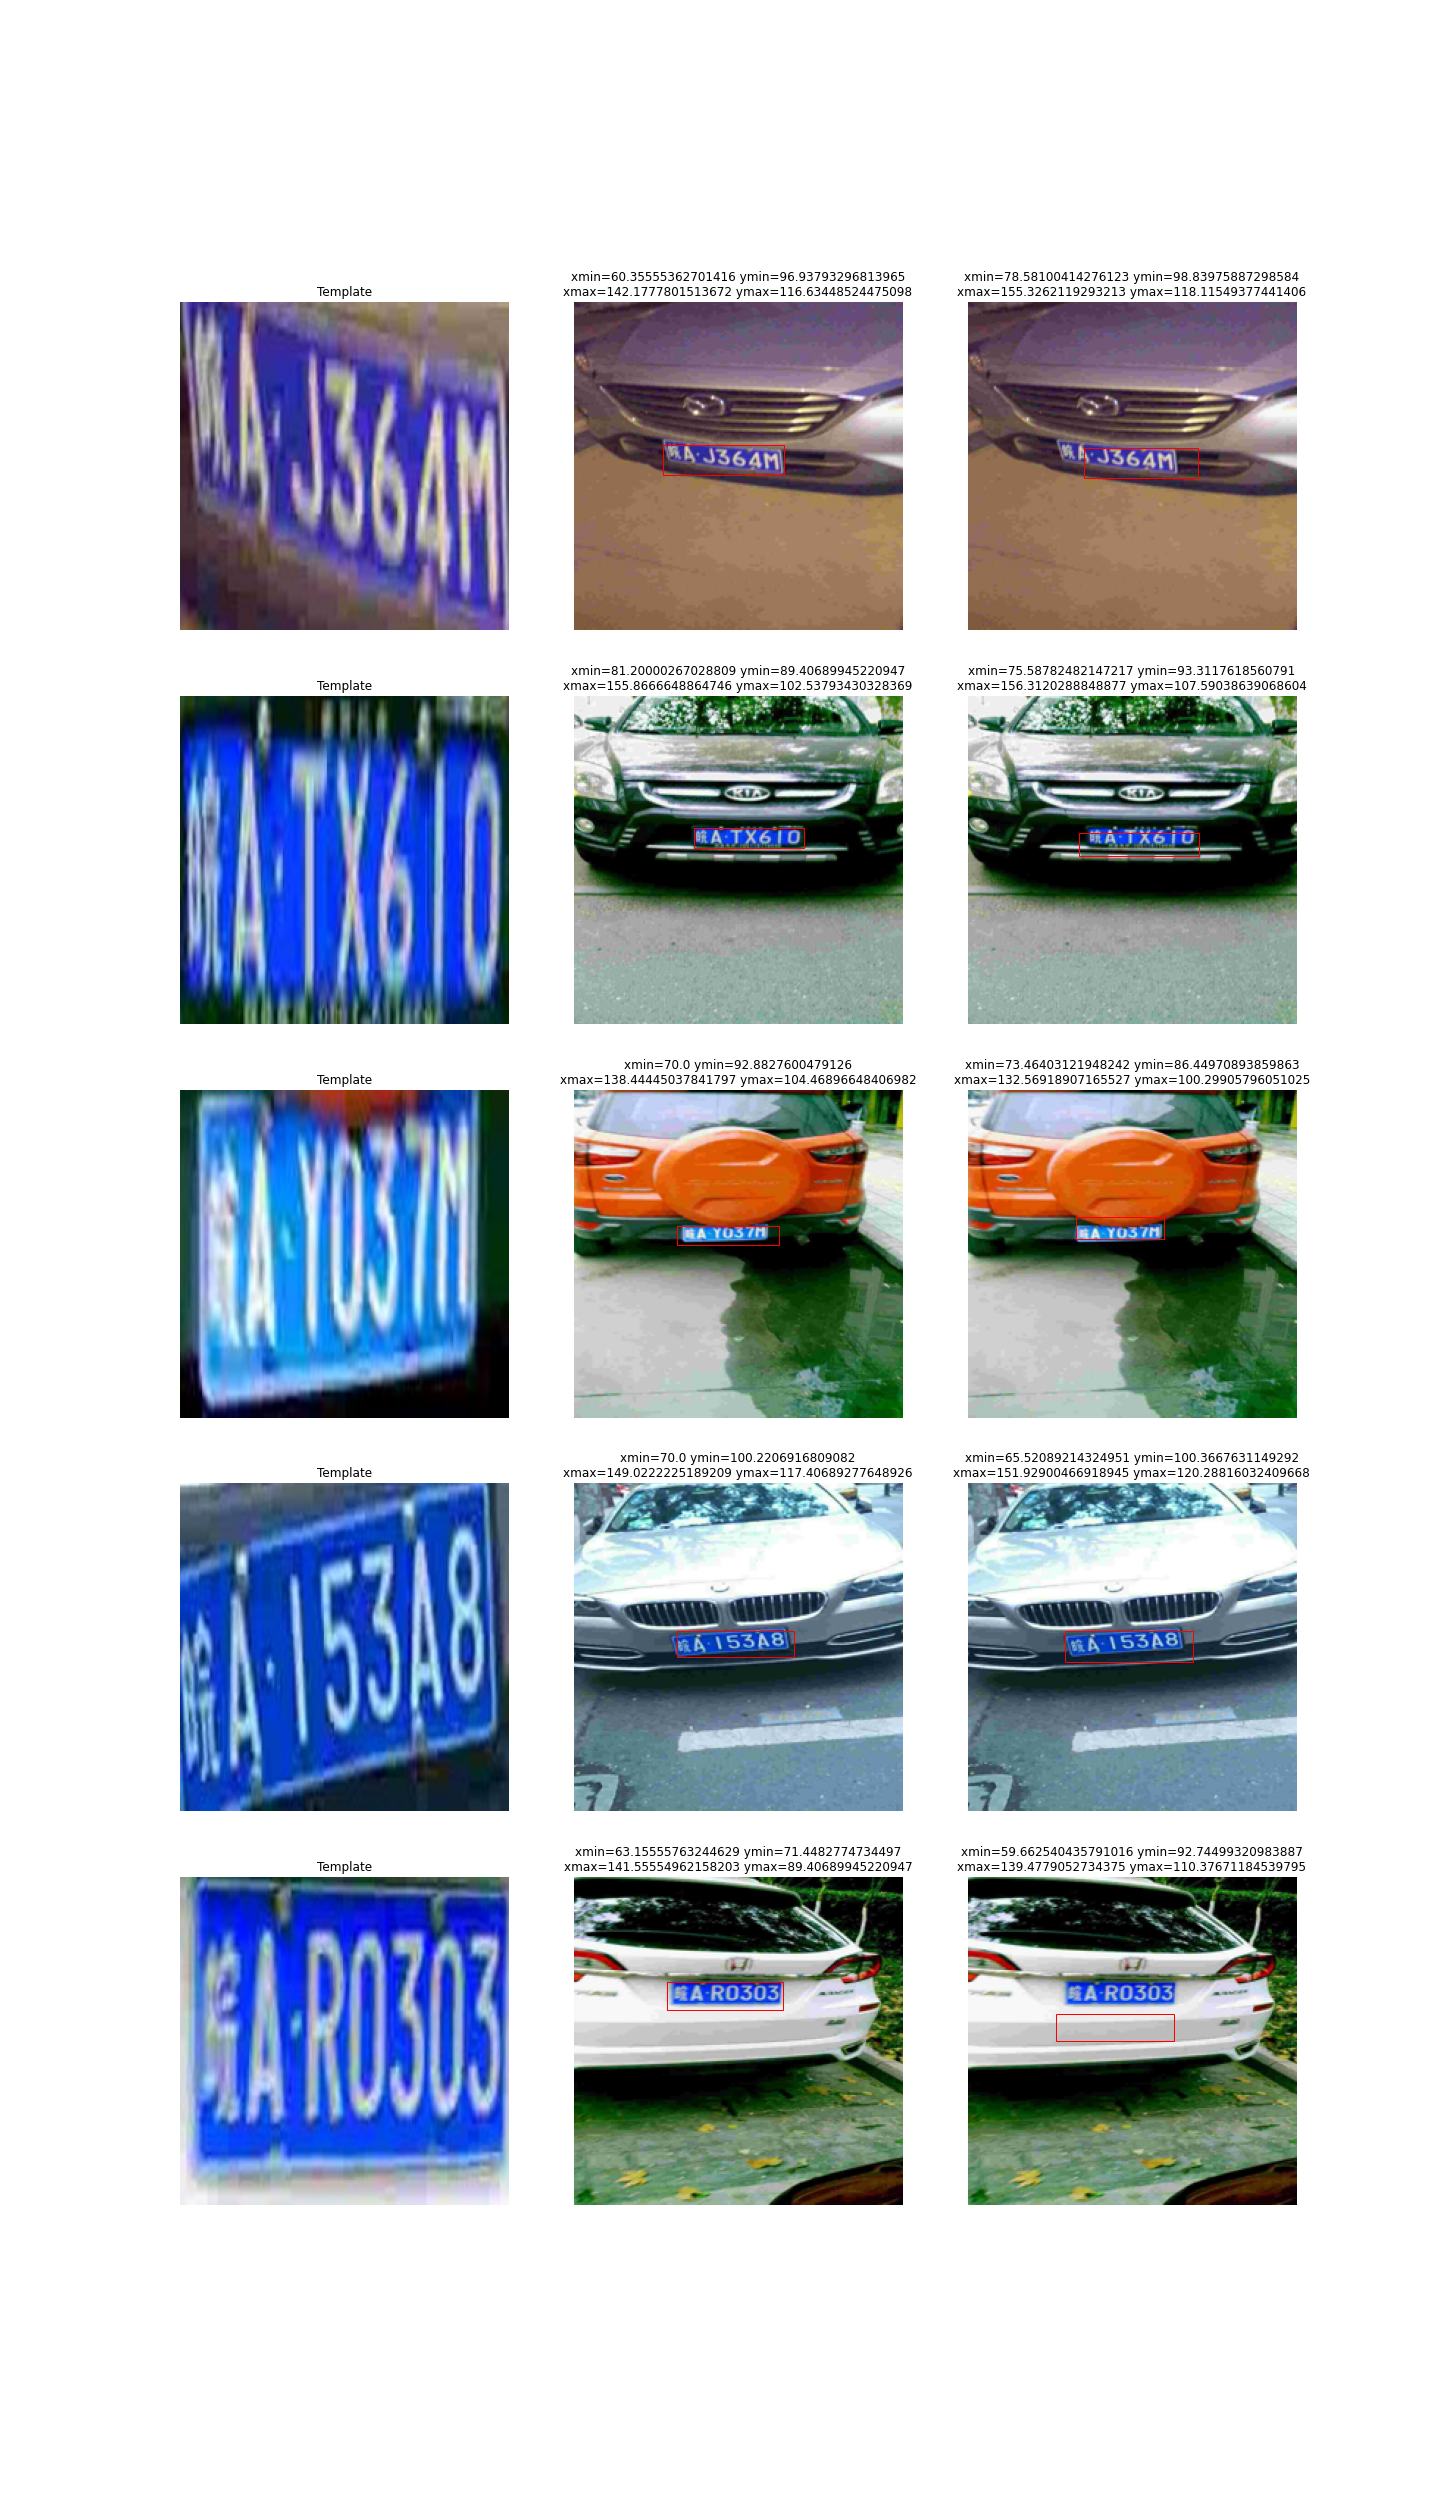 Template
xmin=60.35555362701416 ymin=96.93793296813965
xmax=142.1777801513672 ymax=116.63448524475098
xmin=78.58100414276123 ymin=98.83975887298584
xmax=155.3262119293213 ymax=118.11549377441406
皖A·J364M
皖A·J364M
皖A·J364M
Template
xmin=81.20000267028809 ymin=89.40689945220947
xmax=155.8666648864746 ymax=102.53793430328369
xmin=75.58782482147217 ymin=93.3117618560791
xmax=156.3120288848877 ymax=107.59038639068604
皖A·TX610
KIA
皖A·TX610
KIA
皖A·TX610
Template
xmin=70.0 ymin=92.8827600479126
xmax=138.44445037841797 ymax=104.46896648406982
xmin=73.46403121948242 ymin=86.44970893859863
xmax=132.56918907165527 ymax=100.29905796051025
皖A·Y037M
皖A·Y037M
皖A·Y037M
Template
xmin=70.0 ymin=100.2206916809082
xmax=149.0222225189209 ymax=117.40689277648926
xmin=65.52089214324951 ymin=100.3667631149292
xmax=151.92900466918945 ymax=120.28816032409668
皖A·153A8
皖A·153A8
皖A·153A8
Template
xmin=63.15555763244629 ymin=71.4482774734497
xmax=141.55554962158203 ymax=89.40689945220947
xmin=59.662540435791016 ymin=92.74499320983887
xmax=139.4779052734375 ymax=110.37671184539795
皖A·R0303
皖A·R0303
皖A·R0303